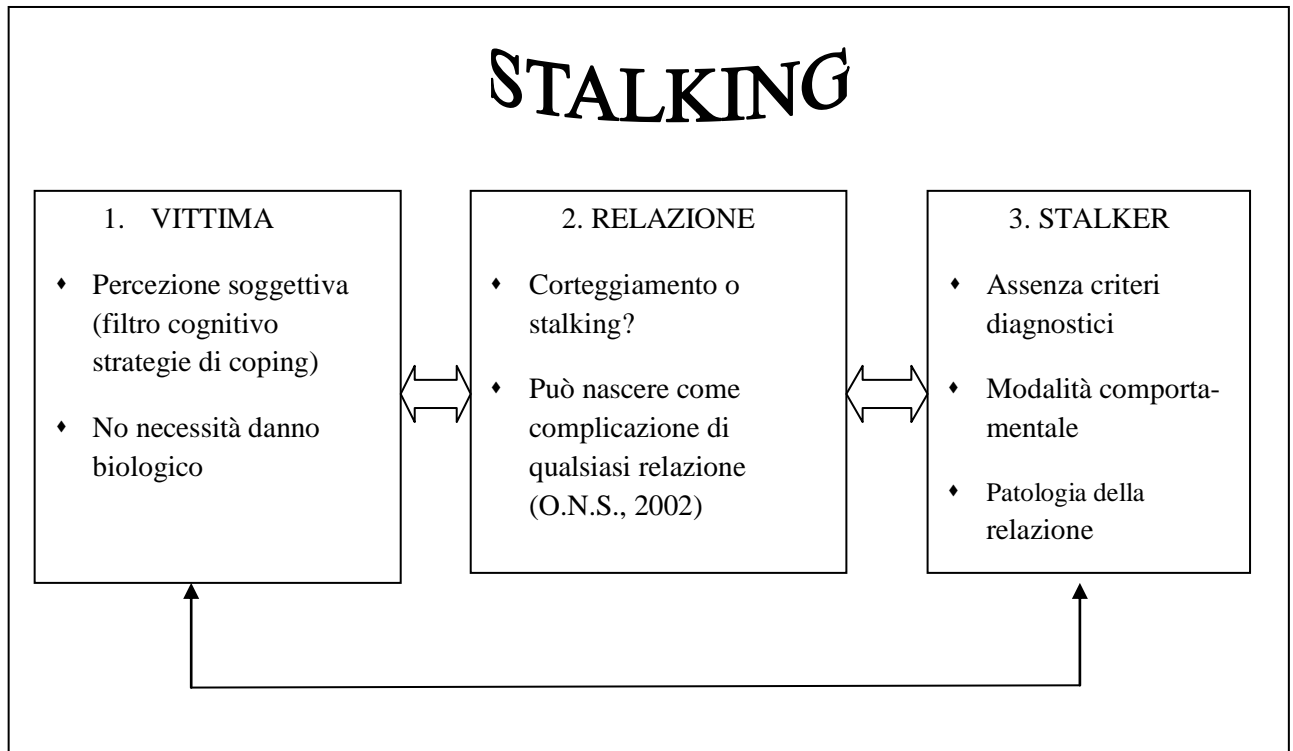 STALKING
1. VITTIMA
♦ Percezione soggettiva
(filtro cognitivo
strategie di coping)
♦ No necessità danno
biologico
2. RELAZIONE
♦ Corteggiamento o
stalking?
♦ Può nascere come
complicazione di
qualsiasi relazione
(O.N.S., 2002)
3. STALKER
♦ Assenza criteri
diagnostici
♦ Modalità comporta-
mentale
♦ Patologia della
relazione